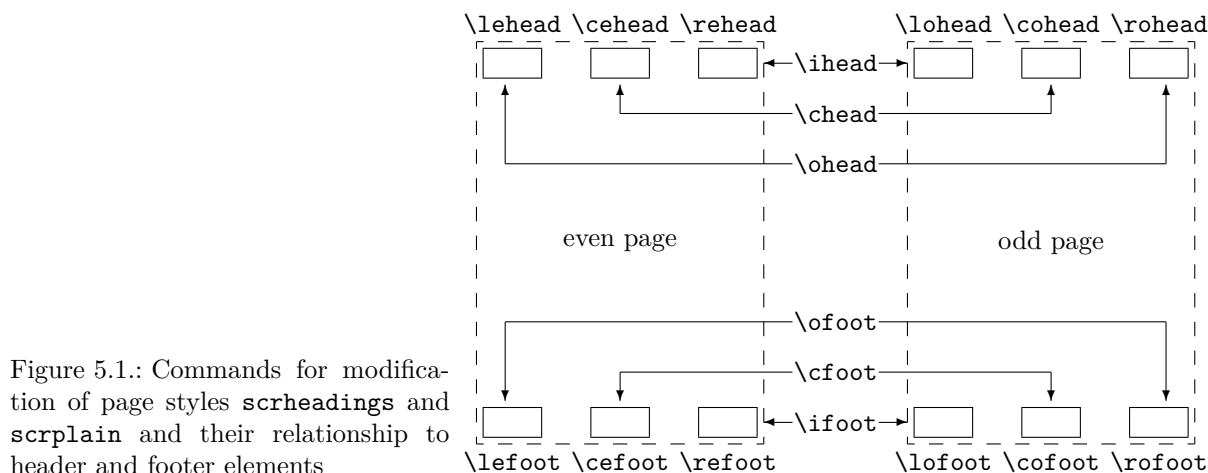 \lehead \cehead \rehead \lohead \cohead \rohead
\ihead
\chead
\ohead
even page odd page
\ofoot
\cfoot
\ifoot
\lefoot \cefoot \refoot \lofoot \cofoot \rofoot
Figure 5.1.: Commands for modifica-
tion of page styles scrheadings and
scrplain and their relationship to
header and footer elements